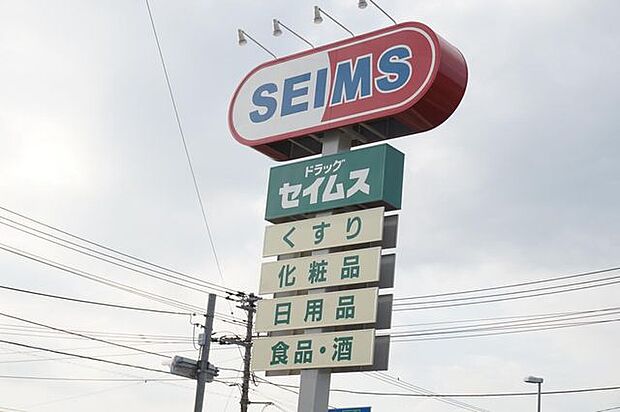 SEIMS
ドラッグ
セイムス
くすり
化粧品
日用品
食品・酒